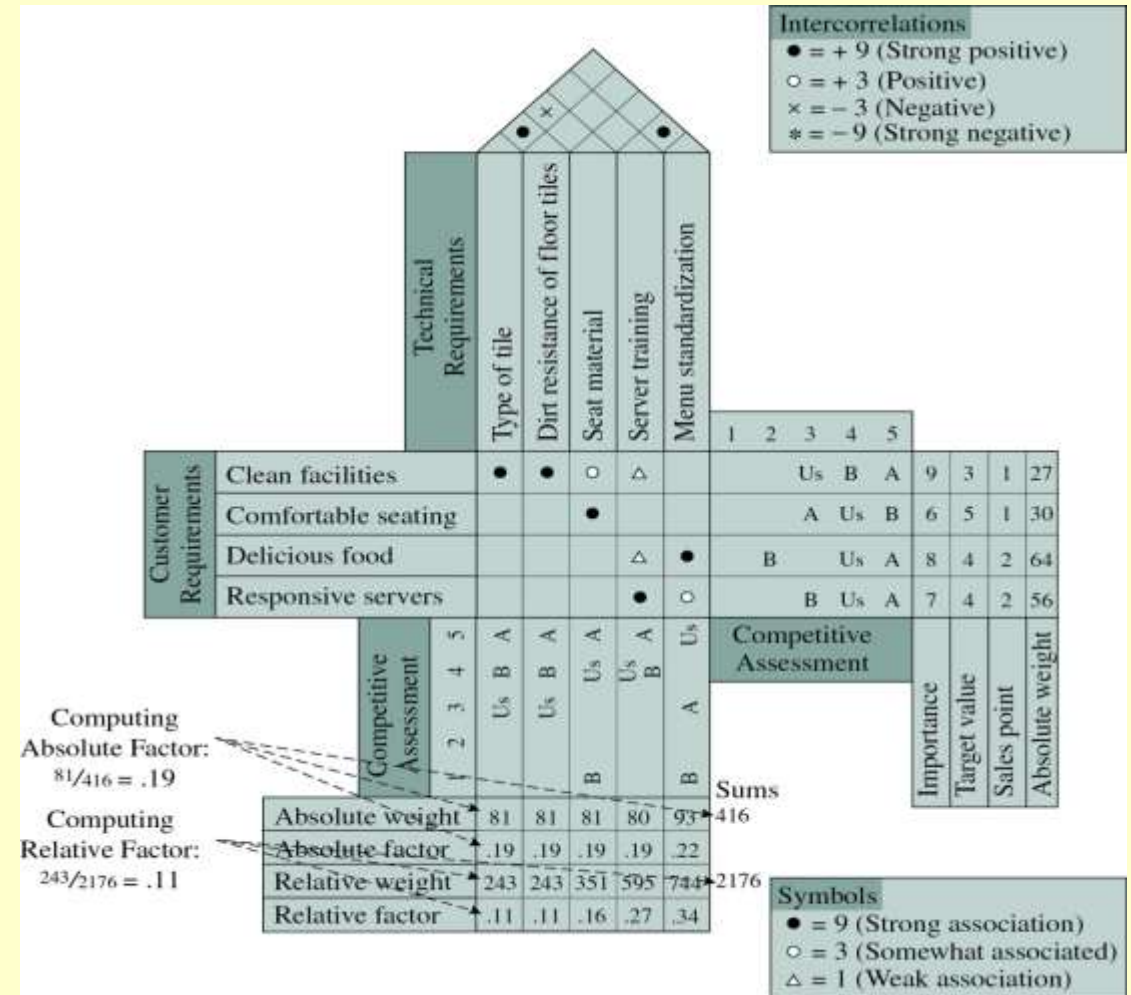 Intercorrelations
● = + 9 (Strong positive)
○ = + 3 (Positive)
× = − 3 (Negative)
* = − 9 (Strong negative)
Technical
Requirements
Type of tile
Dirt resistance of floor tiles
Seat material
Server training
Menu standardization
1 2 3 4 5
Customer
Requirements
Clean facilities ● ● ○ △ Us B A 9 3 1 27
Comfortable seating ● A Us B 6 5 1 30
Delicious food △ ● B Us A 8 4 2 64
Responsive servers ● ○ B Us A 7 4 2 56
Competitive
Assessment
1 2 3 4 5
Us B A
Us B A
B Us A
Us B A
B A Us
Competitive
Assessment
Importance
Target value
Sales point
Absolute weight
Computing
Absolute Factor:
81/416 = .19
Computing
Relative Factor:
243/2176 = .11
Sums
Absolute weight 81 81 81 80 93 416
Absolute factor .19 .19 .19 .19 .22
Relative weight 243 243 351 595 744 2176
Relative factor .11 .11 .16 .27 .34
Symbols
● = 9 (Strong association)
○ = 3 (Somewhat associated)
△ = 1 (Weak association)